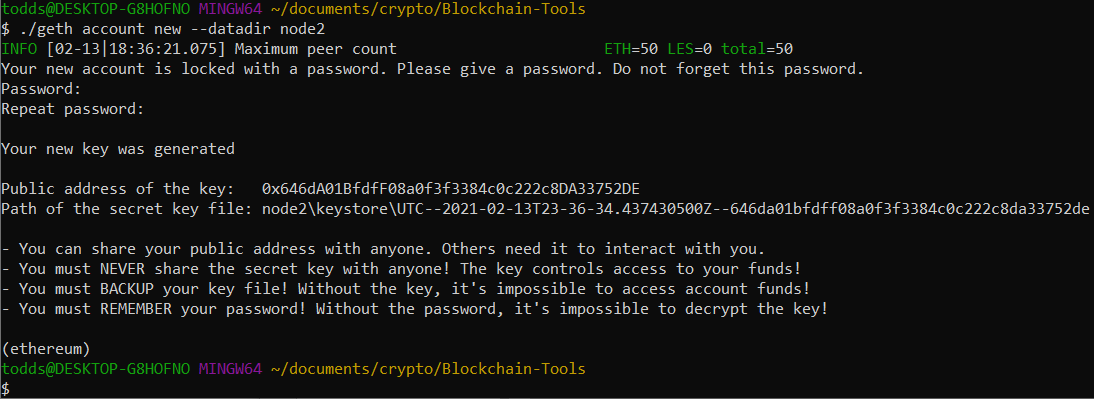 todds@DESKTOP-G8HOFNO MINGW64 ~/documents/crypto/Blockchain-Tools
$ ./geth account new --datadir node2
INFO [02-13|18:36:21.075] Maximum peer count ETH=50 LES=0 total=50
Your new account is locked with a password. Please give a password. Do not forget this password.
Password:
Repeat password:
Your new key was generated
Public address of the key: 0x646dA01BfdfF08a0f3f3384c0c222c8DA33752DE
Path of the secret key file: node2\keystore\UTC--2021-02-13T23-36-34.437430500Z--646da01bfdff08a0f3f3384c0c222c8da33752de
- You can share your public address with anyone. Others need it to interact with you.
- You must NEVER share the secret key with anyone! The key controls access to your funds!
- You must BACKUP your key file! Without the key, it's impossible to access account funds!
- You must REMEMBER your password! Without the password, it's impossible to decrypt the key!
(ethereum)
todds@DESKTOP-G8HOFNO MINGW64 ~/documents/crypto/Blockchain-Tools
$